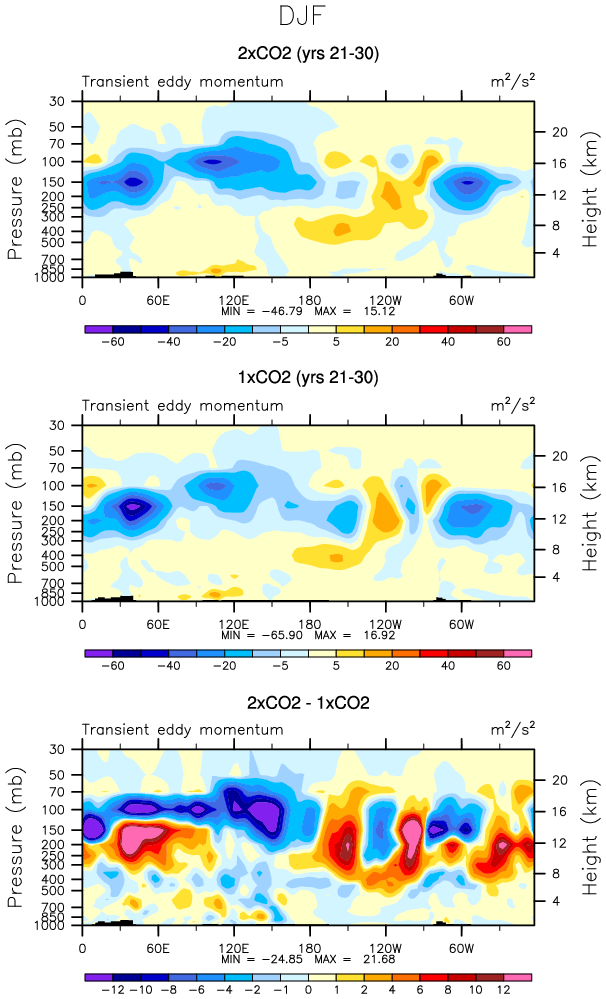 DJF
2xCO2 (yrs 21-30)
Transient eddy momentum m²/s²
Pressure (mb)
30
50
70
100
150
200
250
300
400
500
700
850
1000
Height (km)
20
16
12
8
4
0 60E 120E 180 120W 60W
MIN = −46.79 MAX = 15.12
−60 −40 −20 −5 5 20 40 60
1xCO2 (yrs 21-30)
Transient eddy momentum m²/s²
Pressure (mb)
30
50
70
100
150
200
250
300
400
500
700
850
1000
Height (km)
20
16
12
8
4
0 60E 120E 180 120W 60W
MIN = −65.90 MAX = 16.92
−60 −40 −20 −5 5 20 40 60
2xCO2 - 1xCO2
Transient eddy momentum m²/s²
Pressure (mb)
30
50
70
100
150
200
250
300
400
500
700
850
1000
Height (km)
20
16
12
8
4
0 60E 120E 180 120W 60W
MIN = −24.85 MAX = 21.68
−12 −10 −8 −6 −4 −2 −1 0 1 2 4 6 8 10 12